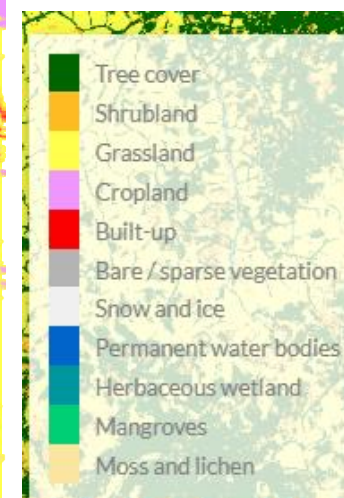 Tree cover
Shrubland
Grassland
Cropland
Built-up
Bare / sparse vegetation
Snow and ice
Permanent water bodies
Herbaceous wetland
Mangroves
Moss and lichen